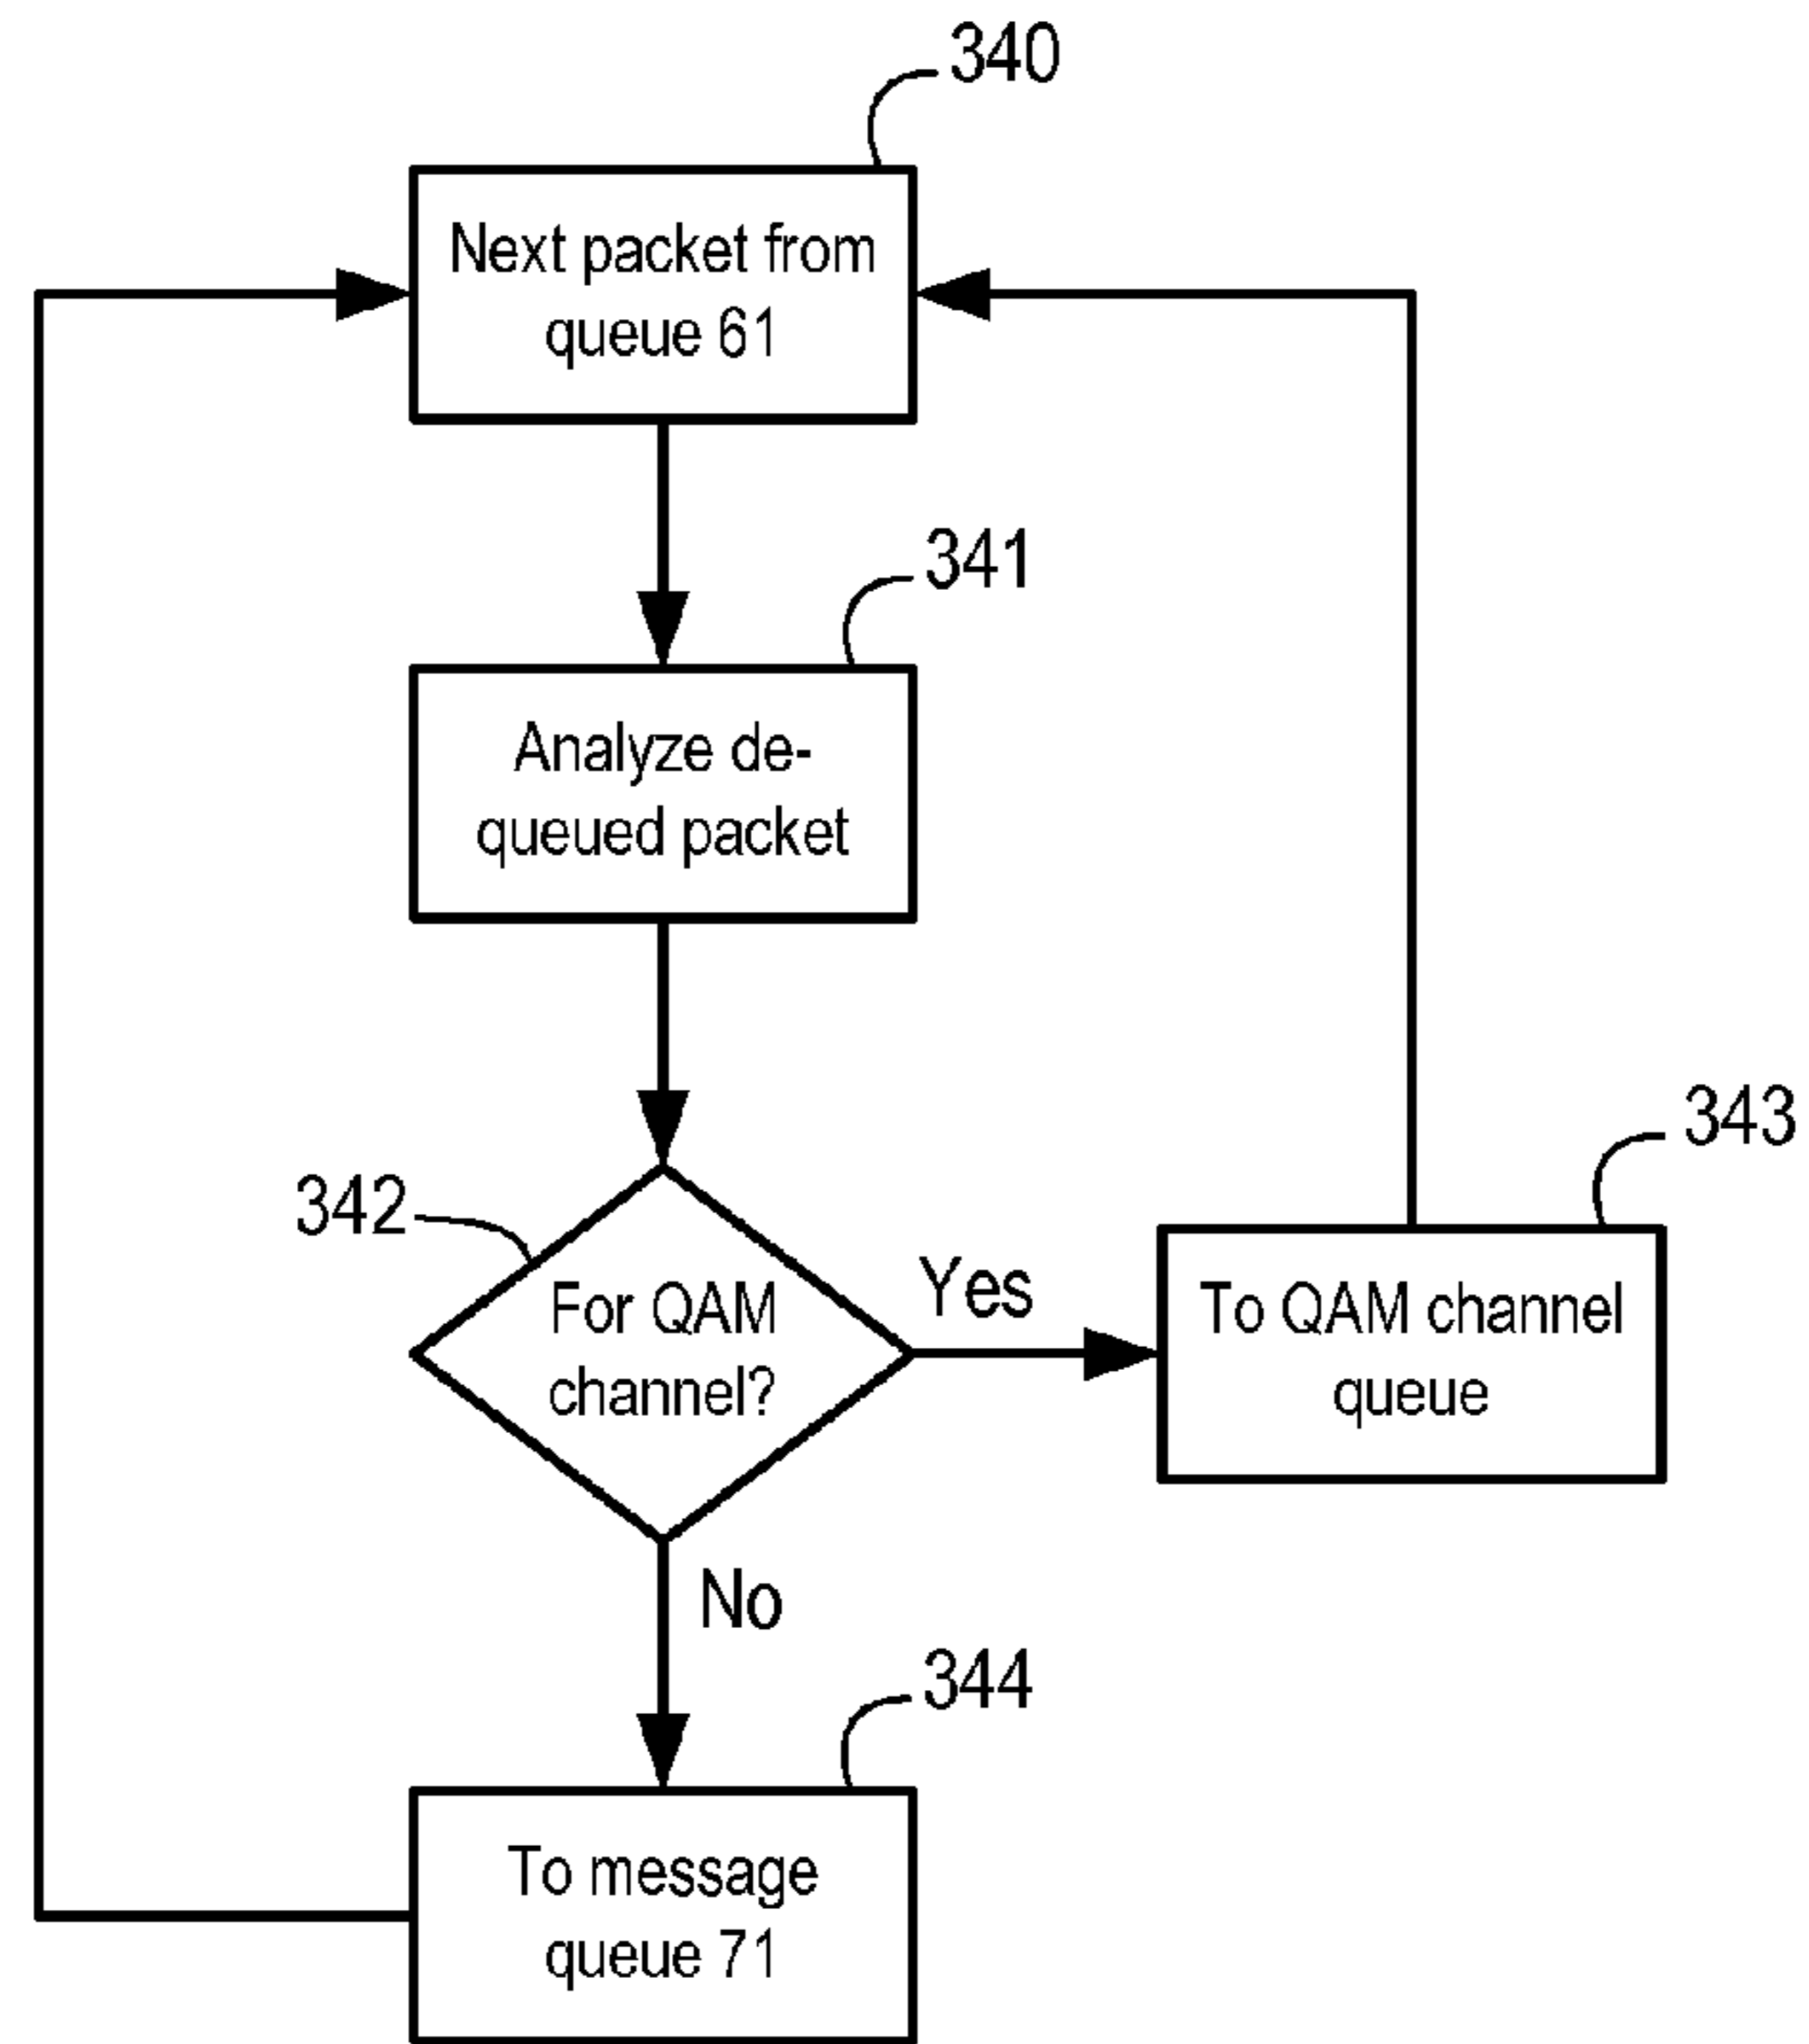 340
Next packet from
queue 61
341
Analyze de-
queued packet
342
For QAM
channel?
Yes
343
To QAM channel
queue
No
344
To message
queue 71